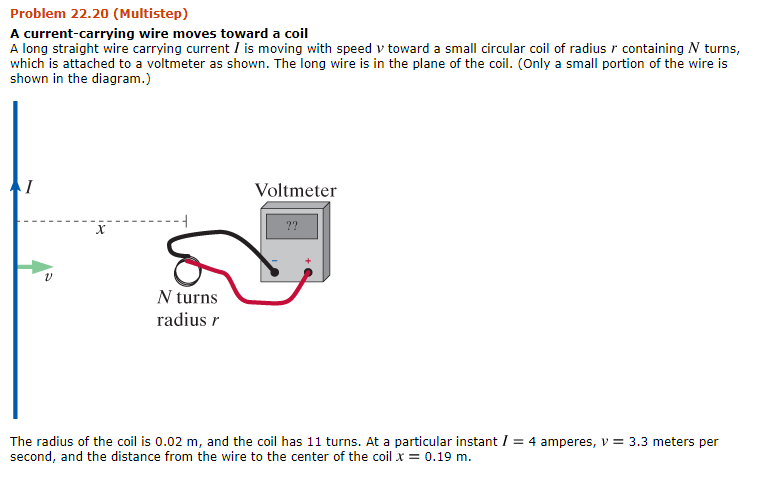 Problem 22.20 (Multistep)
A current-carrying wire moves toward a coil
A long straight wire carrying current I is moving with speed v toward a small circular coil of radius r containing N turns,
which is attached to a voltmeter as shown. The long wire is in the plane of the coil. (Only a small portion of the wire is
shown in the diagram.)
I
Voltmeter
x
??
- +
v
N turns
radius r
The radius of the coil is 0.02 m, and the coil has 11 turns. At a particular instant I = 4 amperes, v = 3.3 meters per
second, and the distance from the wire to the center of the coil x = 0.19 m.